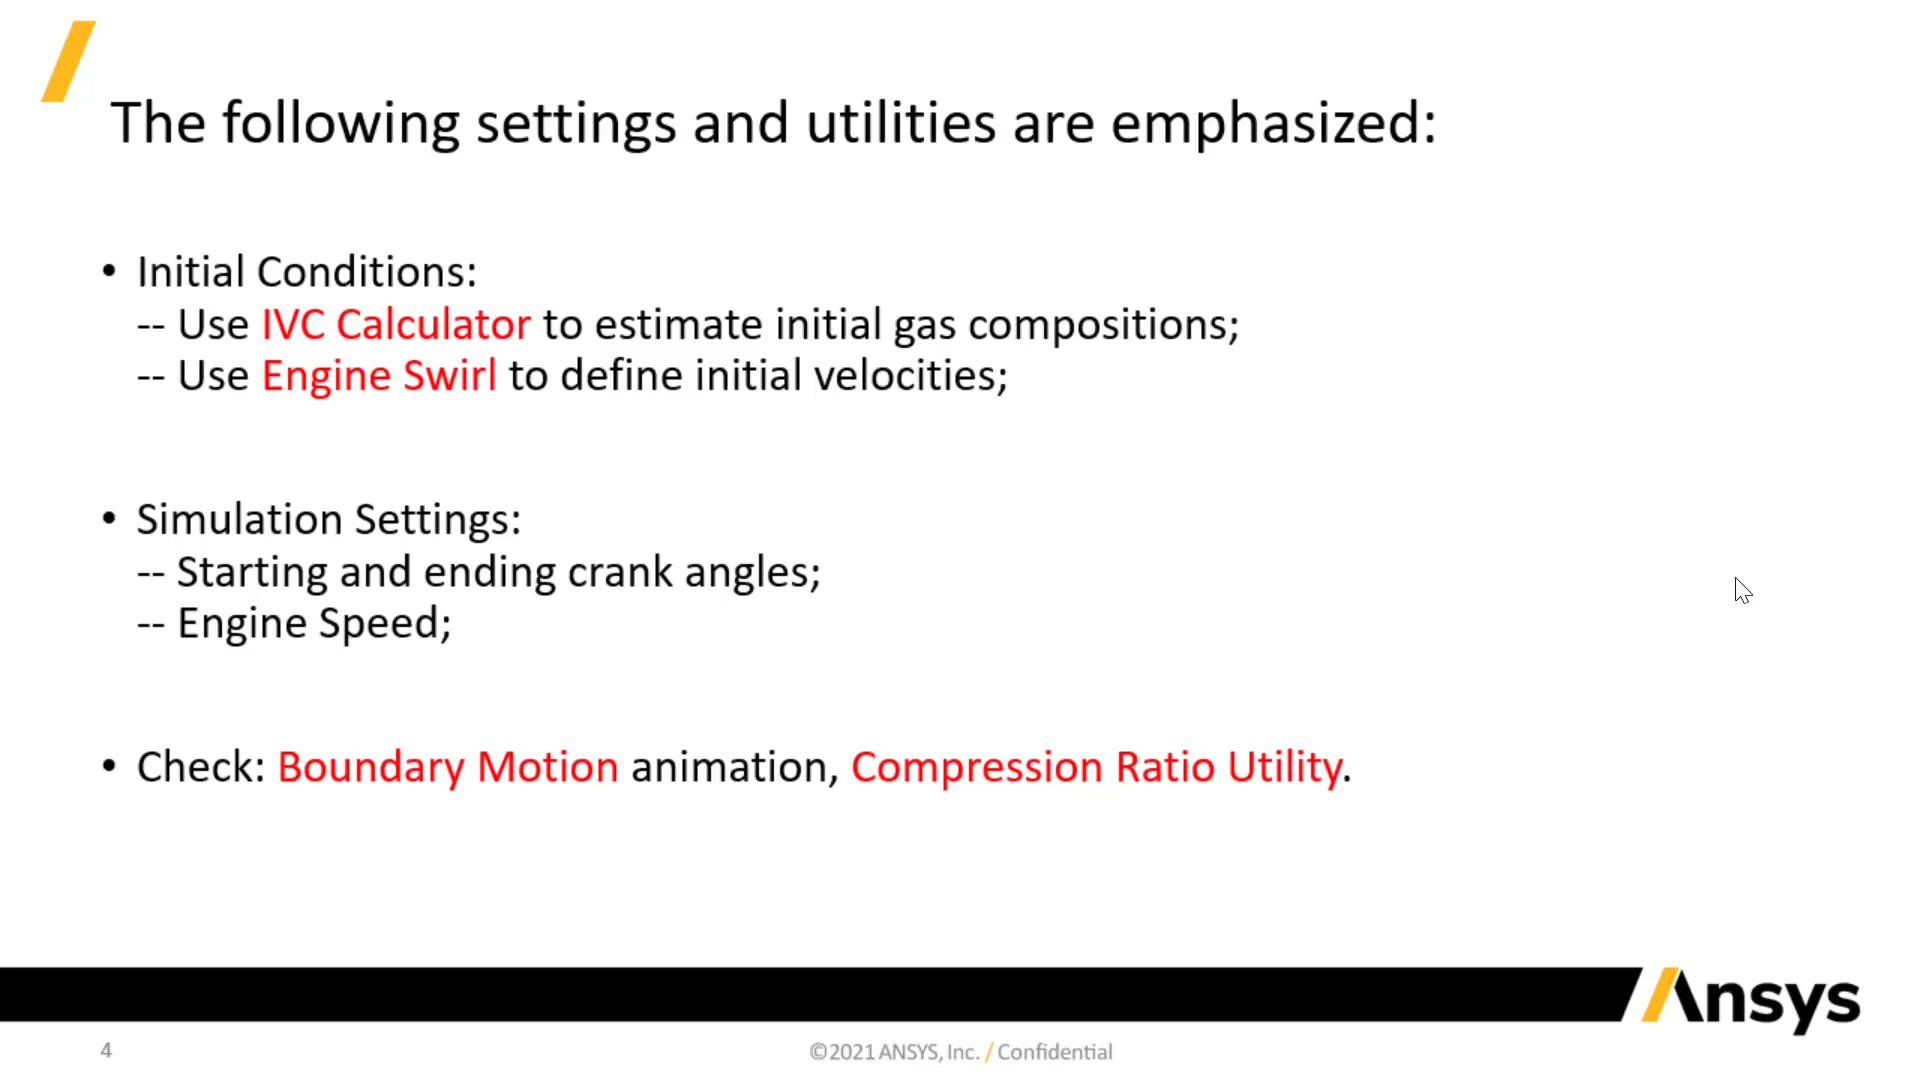 The following settings and utilities are emphasized:
• Initial Conditions:
-- Use IVC Calculator to estimate initial gas compositions;
-- Use Engine Swirl to define initial velocities;
• Simulation Settings:
-- Starting and ending crank angles;
-- Engine Speed;
• Check: Boundary Motion animation, Compression Ratio Utility.
Ansys
4
©2021 ANSYS, Inc. / Confidential